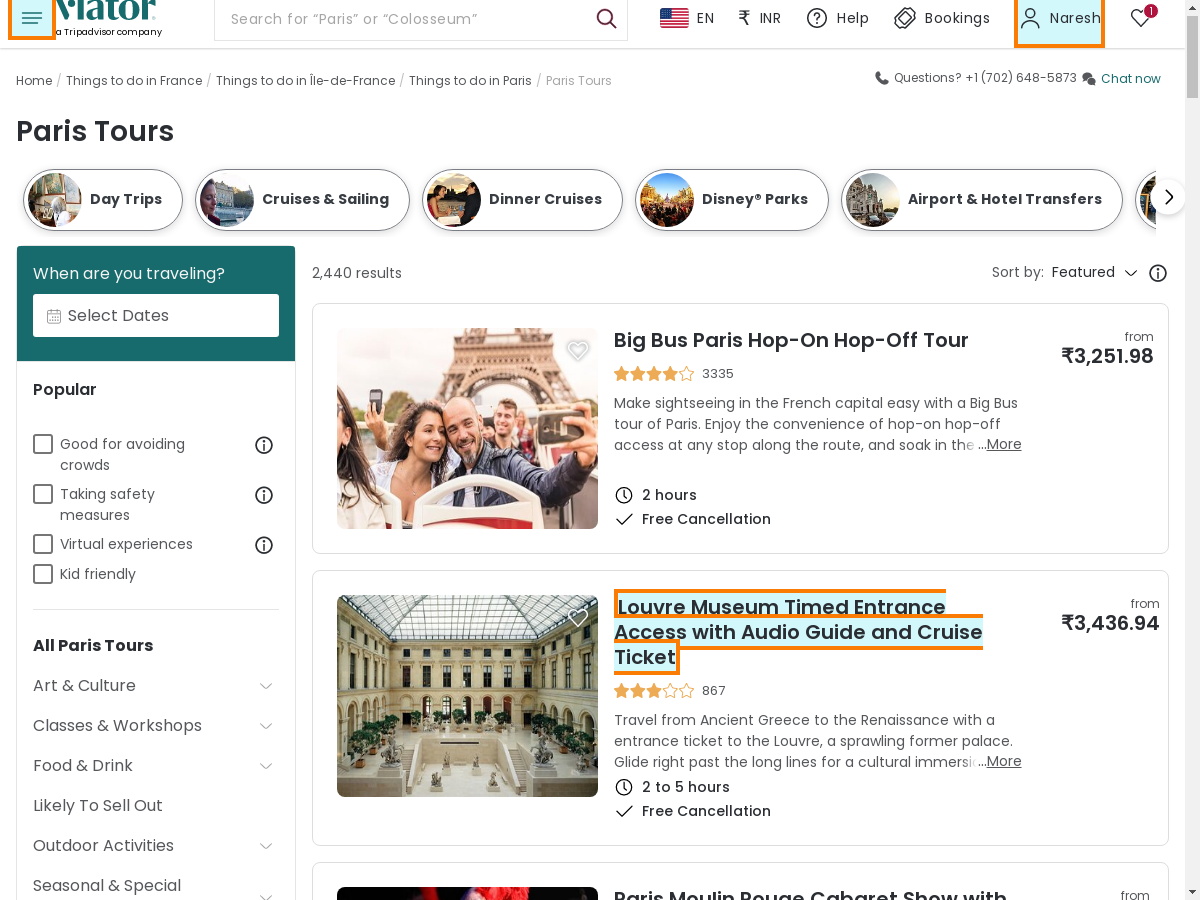 viator
a Tripadvisor company
Search for “Paris” or “Colosseum”
EN
₹ INR
Help
Bookings
Naresh
1
Home / Things to do in France / Things to do in Île-de-France / Things to do in Paris / Paris Tours
Questions? +1 (702) 648-5873 Chat now
Paris Tours
Day Trips
Cruises & Sailing
Dinner Cruises
Disney® Parks
Airport & Hotel Transfers
When are you traveling?
Select Dates
Popular
Good for avoiding
crowds
Taking safety
measures
Virtual experiences
Kid friendly
All Paris Tours
Art & Culture
Classes & Workshops
Food & Drink
Likely To Sell Out
Outdoor Activities
Seasonal & Special
2,440 results
Sort by: Featured
Big Bus Paris Hop-On Hop-Off Tour
3335
Make sightseeing in the French capital easy with a Big Bus
tour of Paris. Enjoy the convenience of hop-on hop-off
access at any stop along the route, and soak in the ...More
2 hours
Free Cancellation
from
₹3,251.98
Louvre Museum Timed Entrance
Access with Audio Guide and Cruise
Ticket
867
Travel from Ancient Greece to the Renaissance with a
entrance ticket to the Louvre, a sprawling former palace.
Glide right past the long lines for a cultural immersi ...More
2 to 5 hours
Free Cancellation
from
₹3,436.94
Paris Moulin Rouge Cabaret Show with
from